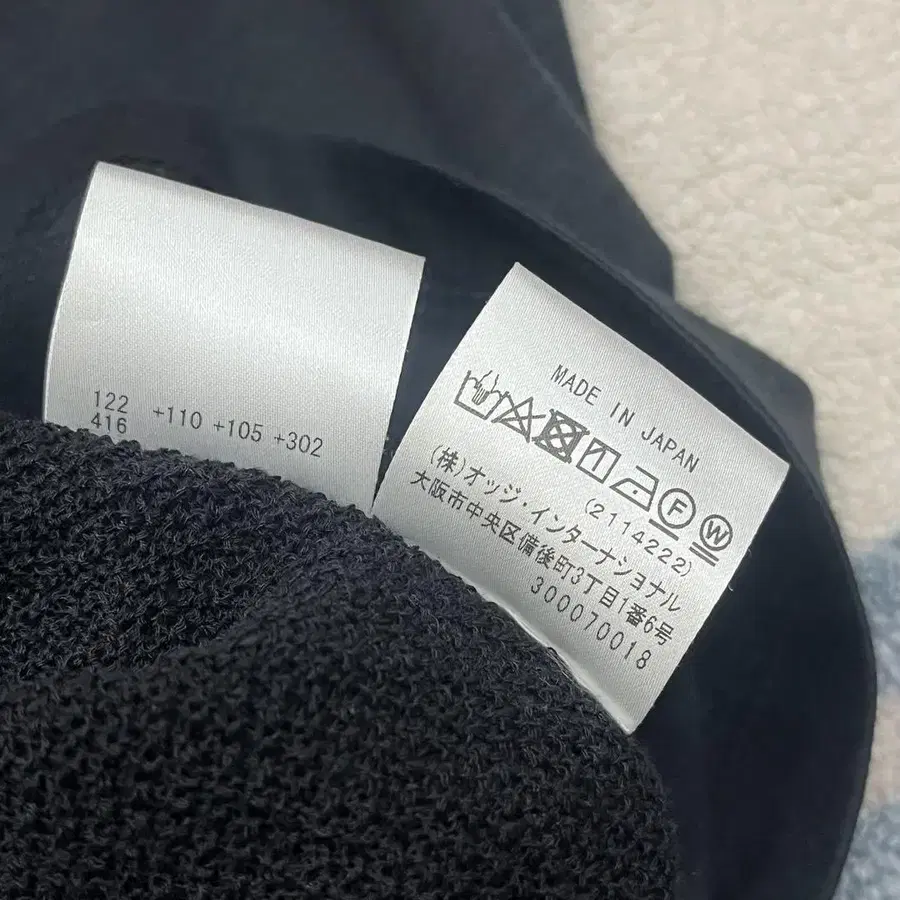 122 +110 +105 +302
416
MADE IN JAPAN
F W
(2114222)
(株)オッジ・インターナショナル
大阪市中央区備後町3丁目1番6号
300070018